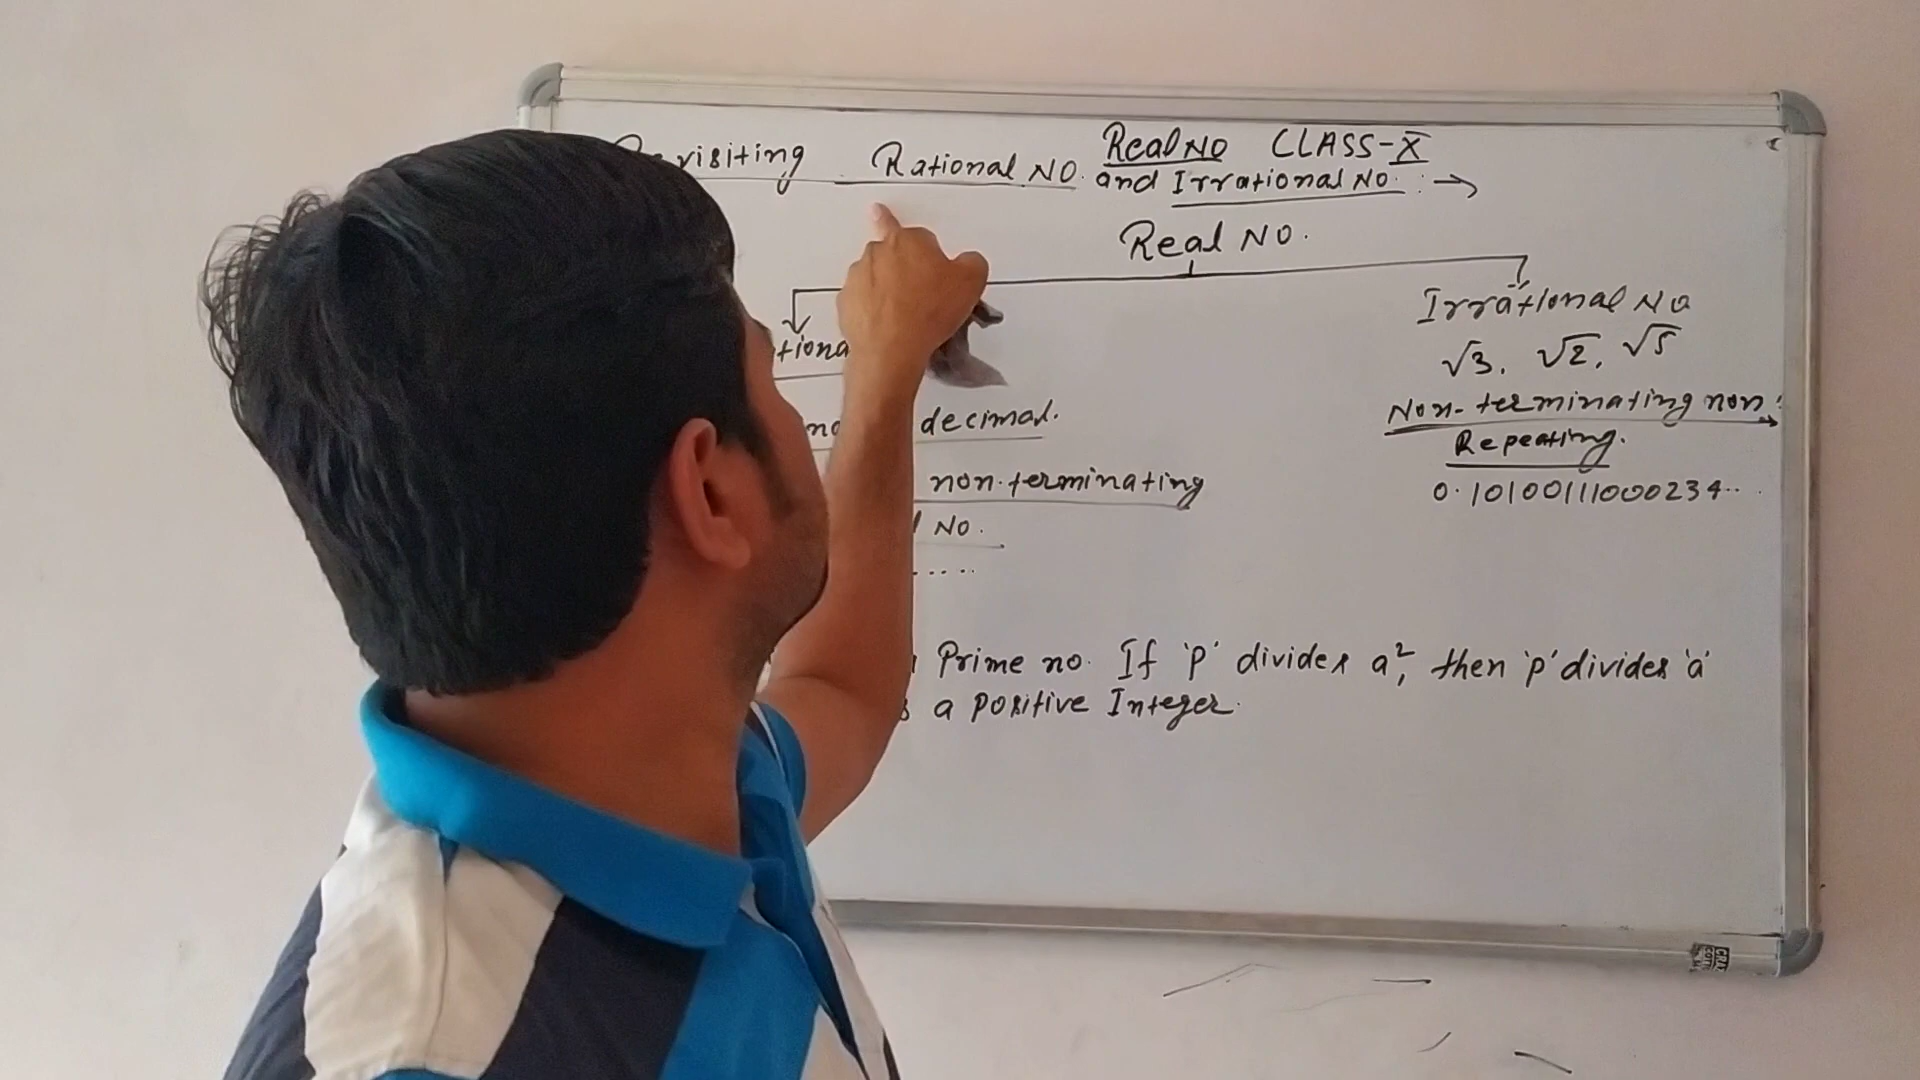 Real NO CLASS-X
visiting Rational NO. and Irrational No. :→
Real NO.
Irrational NO
√3, √2, √5
decimal.
Non-terminating non:
Repeating.
non-terminating
0.10100111000234...
NO.
.....
Prime no. If 'P' divides a², then 'p' divides 'a'
a positive Integer.